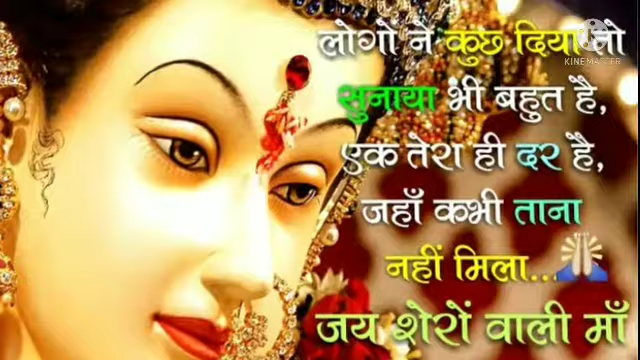 लोगो ने कुछ दिया तो
KINEMASTER
सुनाया भी बहुत है,
एक तेरा ही दर है,
जहाँ कभी ताना
नहीं मिला...
जय शेरों वाली माँ